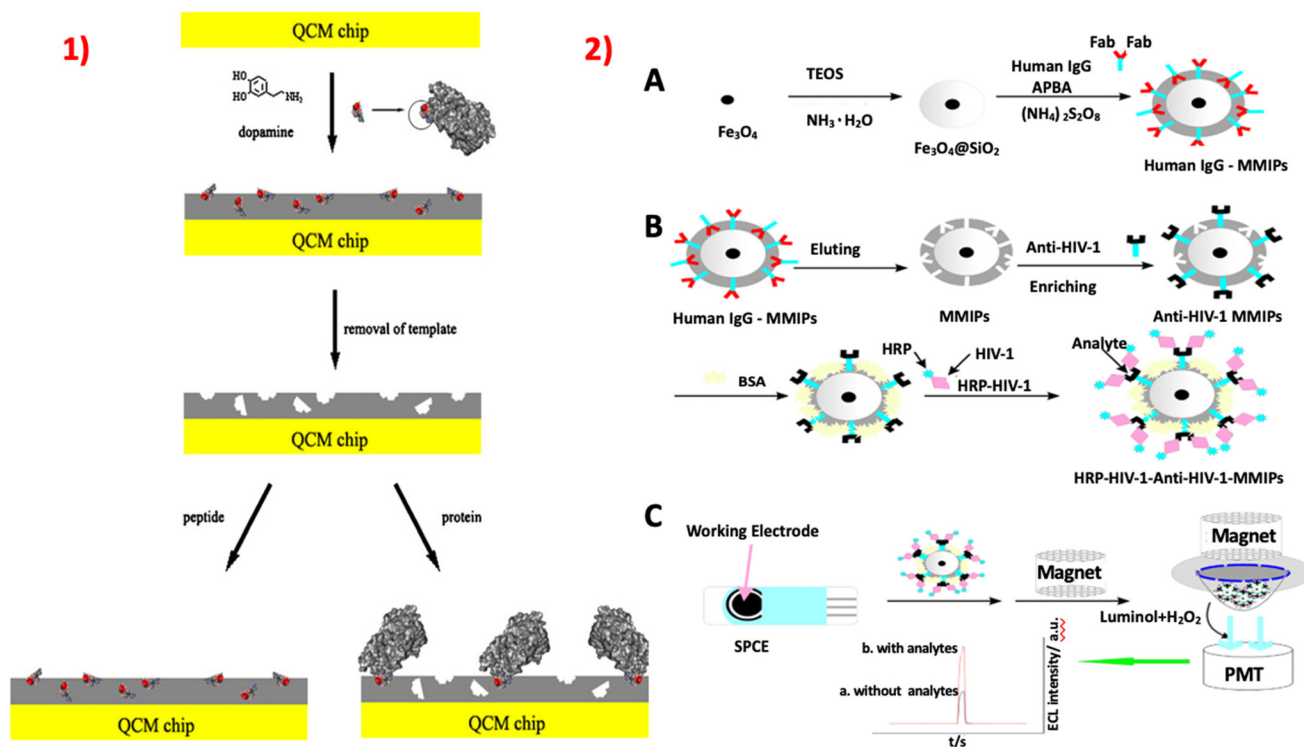 1)
QCM chip
HO
HO
NH₂
dopamine
QCM chip
removal of template
QCM chip
peptide
protein
QCM chip
QCM chip
2)
A
Fe₃O₄
TEOS
NH₃·H₂O
Fe₃O₄@SiO₂
Fab Fab
Human IgG
APBA
(NH₄)₂S₂O₈
Human IgG - MMIPs
B
Human IgG - MMIPs
Eluting
MMIPs
Anti-HIV-1
Enriching
Anti-HIV-1 MMIPs
BSA
HRP
HIV-1
HRP-HIV-1
Analyte
HRP-HIV-1-Anti-HIV-1-MMIPs
C
Working Electrode
SPCE
Magnet
Magnet
Luminol+H₂O₂
PMT
b. with analytes
a. without analytes
ECL intensity/ a.u.
t/s